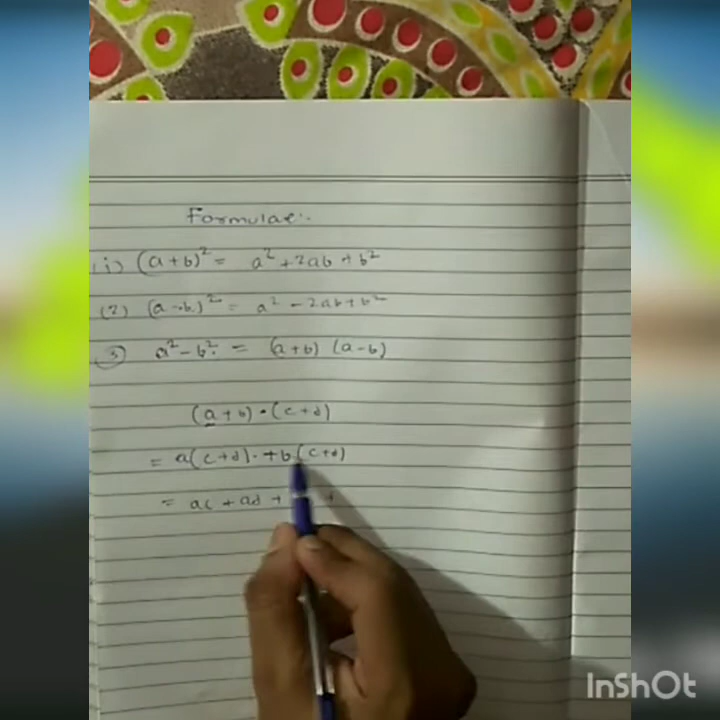 Formulae:-
(1) (a+b)² = a² + 2ab + b²
(2) (a-b)² = a² - 2ab + b²
(3) a² - b² = (a+b) (a-b)
(a+b) • (c+d)
= a(c+d) + b(c+d)
= ac + ad + +
InShOt